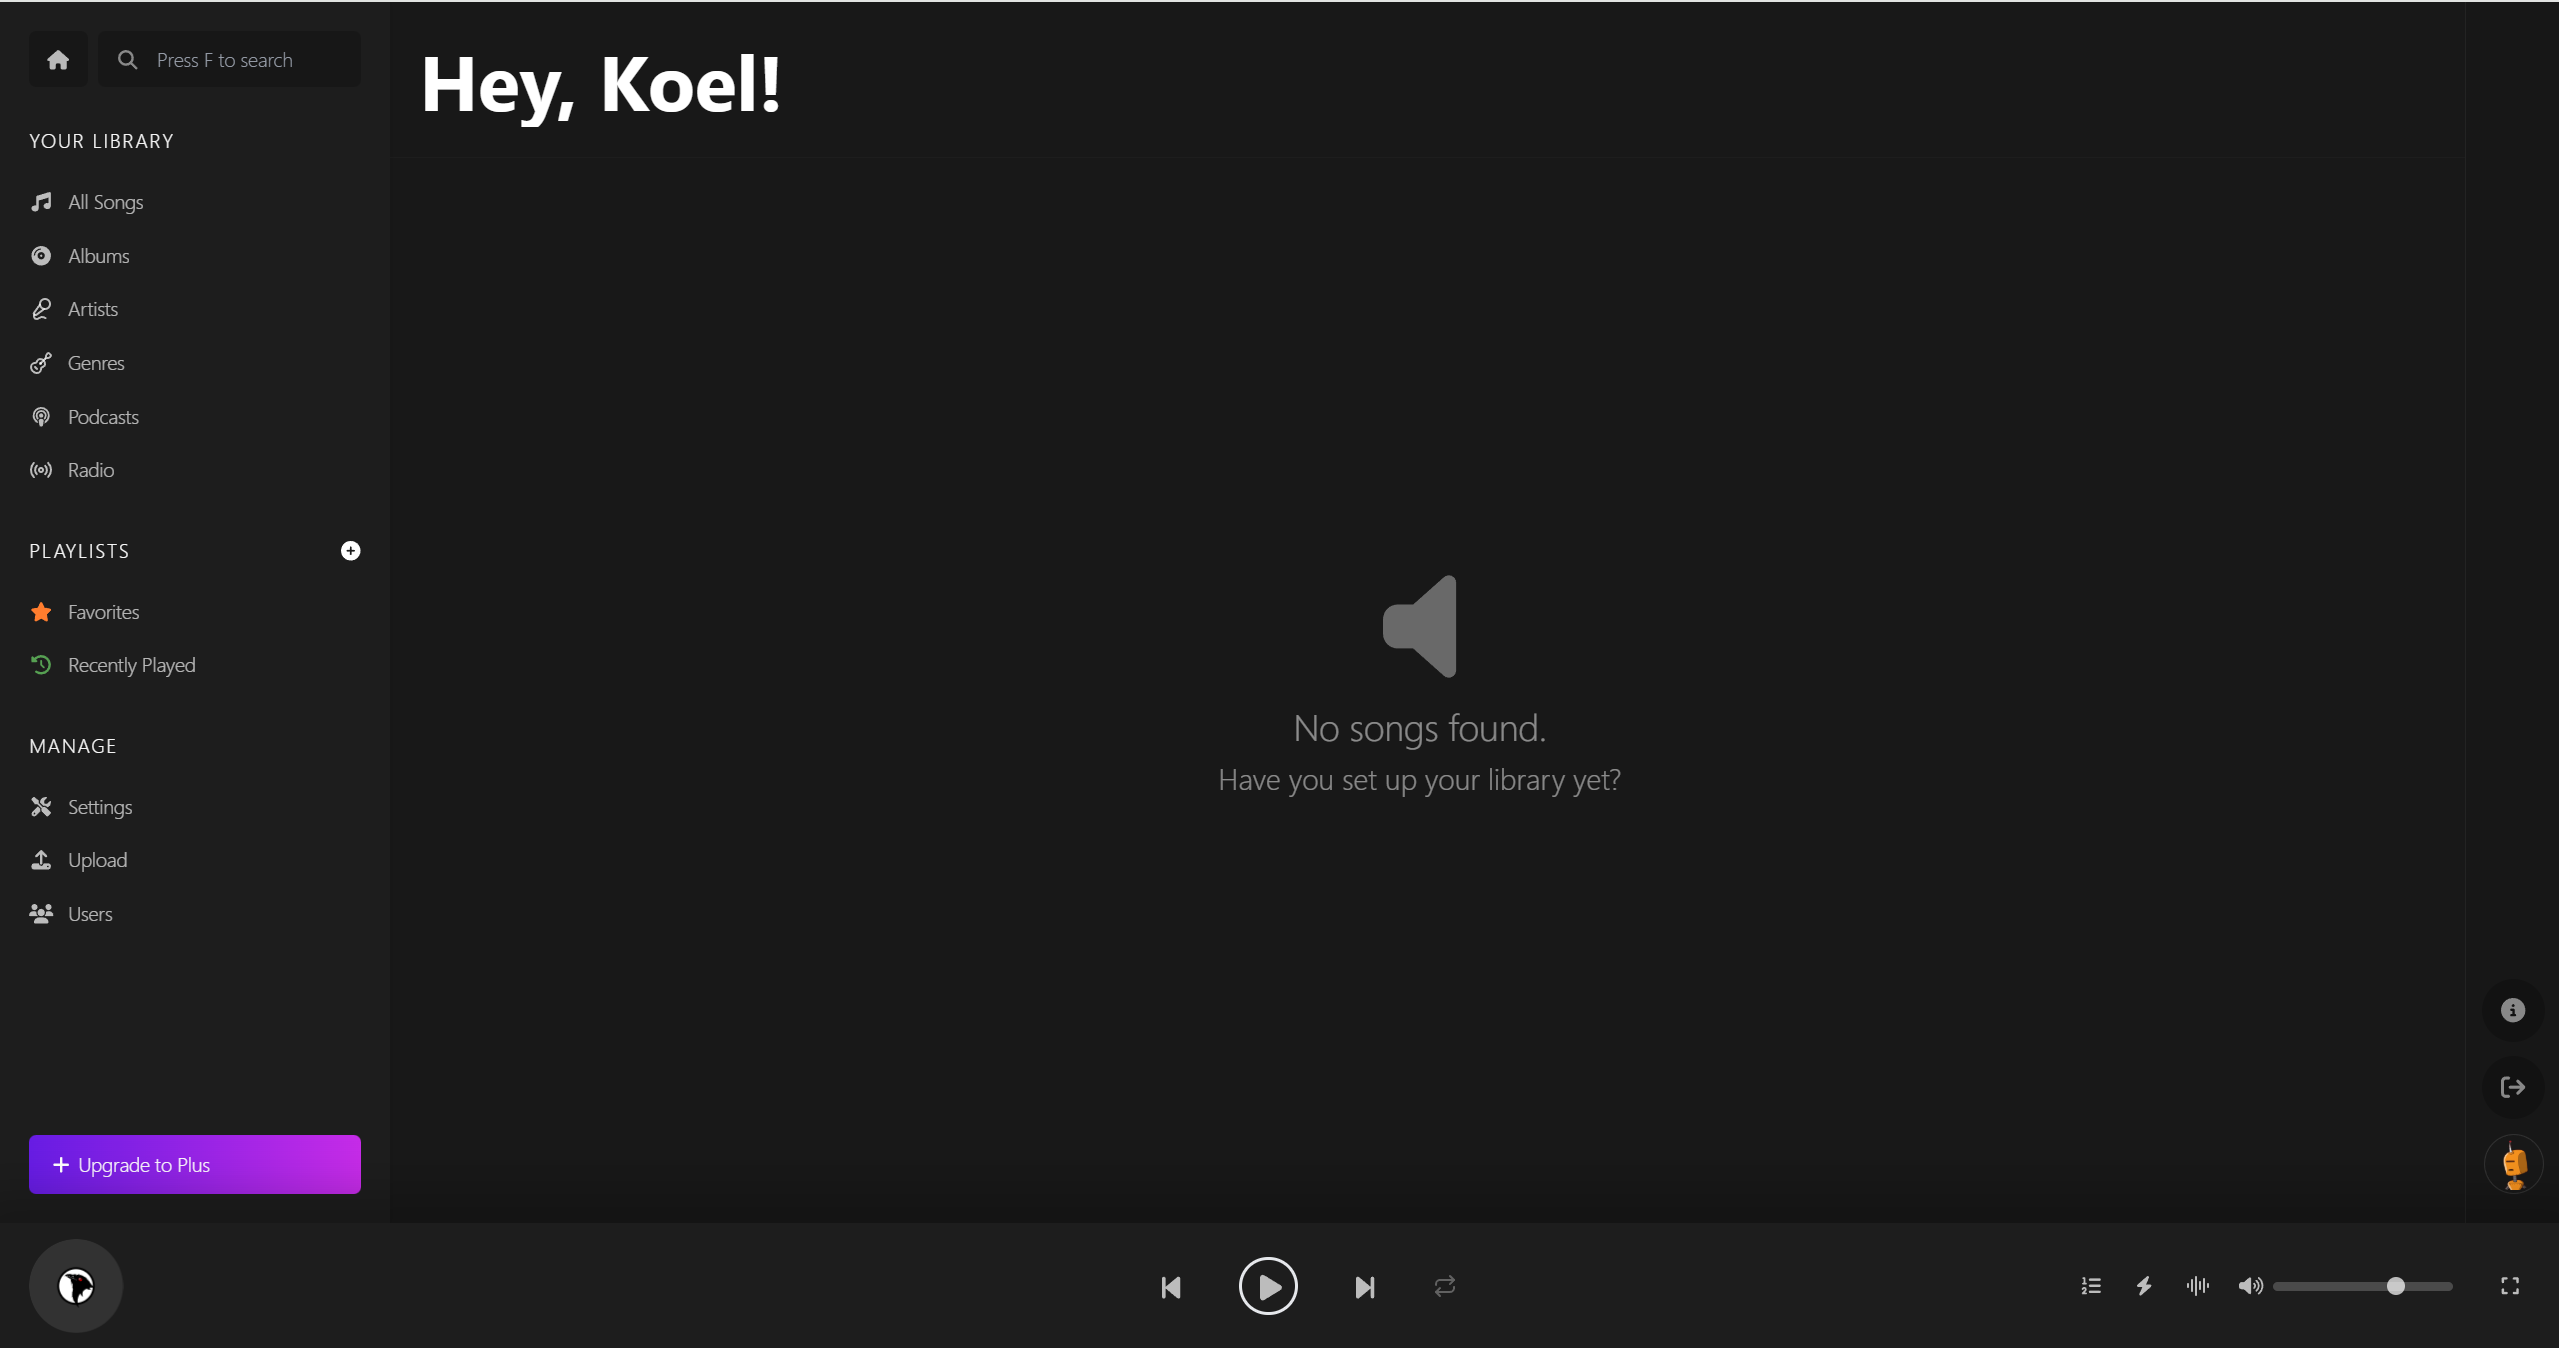 Press F to search
Hey, Koel!
YOUR LIBRARY
All Songs
Albums
Artists
Genres
Podcasts
Radio
PLAYLISTS
Favorites
Recently Played
MANAGE
Settings
Upload
Users
No songs found.
Have you set up your library yet?
Upgrade to Plus